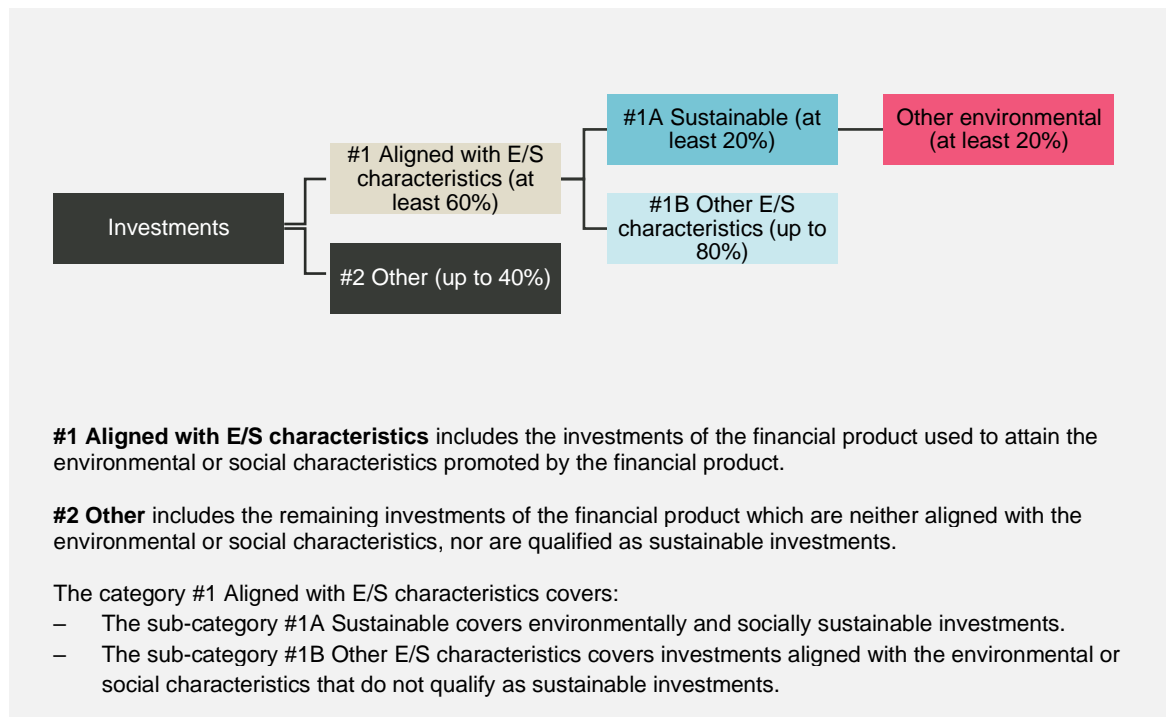 #1A Sustainable (at
least 20%)
Other environmental
(at least 20%)
#1 Aligned with E/S
characteristics (at
least 60%)
Investments
#1B Other E/S
characteristics (up to
80%)
#2 Other (up to 40%)
#1 Aligned with E/S characteristics includes the investments of the financial product used to attain the
environmental or social characteristics promoted by the financial product.
#2 Other includes the remaining investments of the financial product which are neither aligned with the
environmental or social characteristics, nor are qualified as sustainable investments.
The category #1 Aligned with E/S characteristics covers:
– The sub-category #1A Sustainable covers environmentally and socially sustainable investments.
– The sub-category #1B Other E/S characteristics covers investments aligned with the environmental or
social characteristics that do not qualify as sustainable investments.